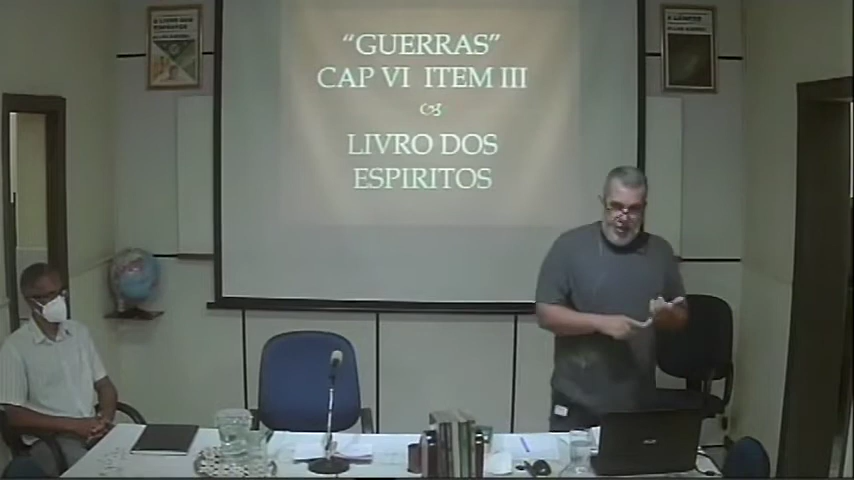 “GUERRAS”
CAP VI ITEM III
LIVRO DOS
ESPIRITOS